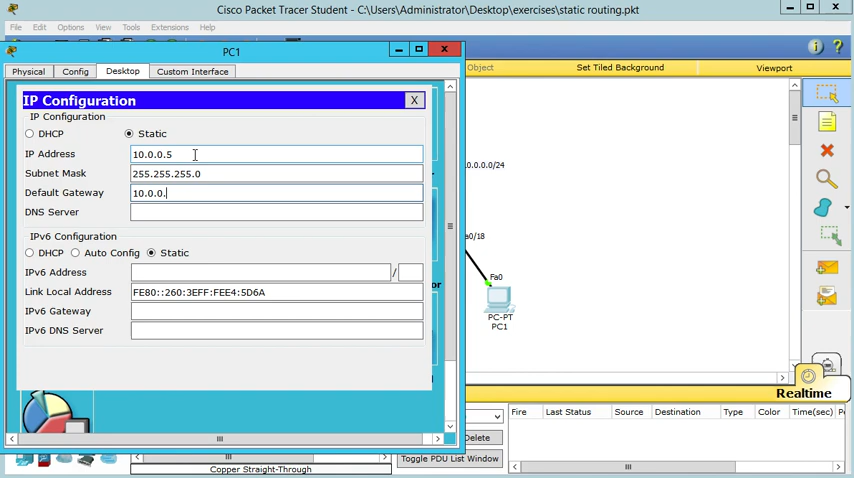 Cisco Packet Tracer Student - C:\Users\Administrator\Desktop\exercises\static routing.pkt
File Edit Options View Tools Extensions Help
PC1
Physical Config Desktop Custom Interface
Object Set Tiled Background Viewport
IP Configuration X
IP Configuration
DHCP Static
IP Address 10.0.0.5
Subnet Mask 255.255.255.0
Default Gateway 10.0.0.
DNS Server
IPv6 Configuration
DHCP Auto Config Static
IPv6 Address /
Link Local Address FE80::260:3EFF:FEE4:5D6A
IPv6 Gateway
IPv6 DNS Server
0.0.0.0/24
a0/18
Fa0
PC-PT
PC1
or
Realtime
Fire Last Status Source Destination Type Color Time(sec)
Delete
Toggle PDU List Window
Copper Straight-Through